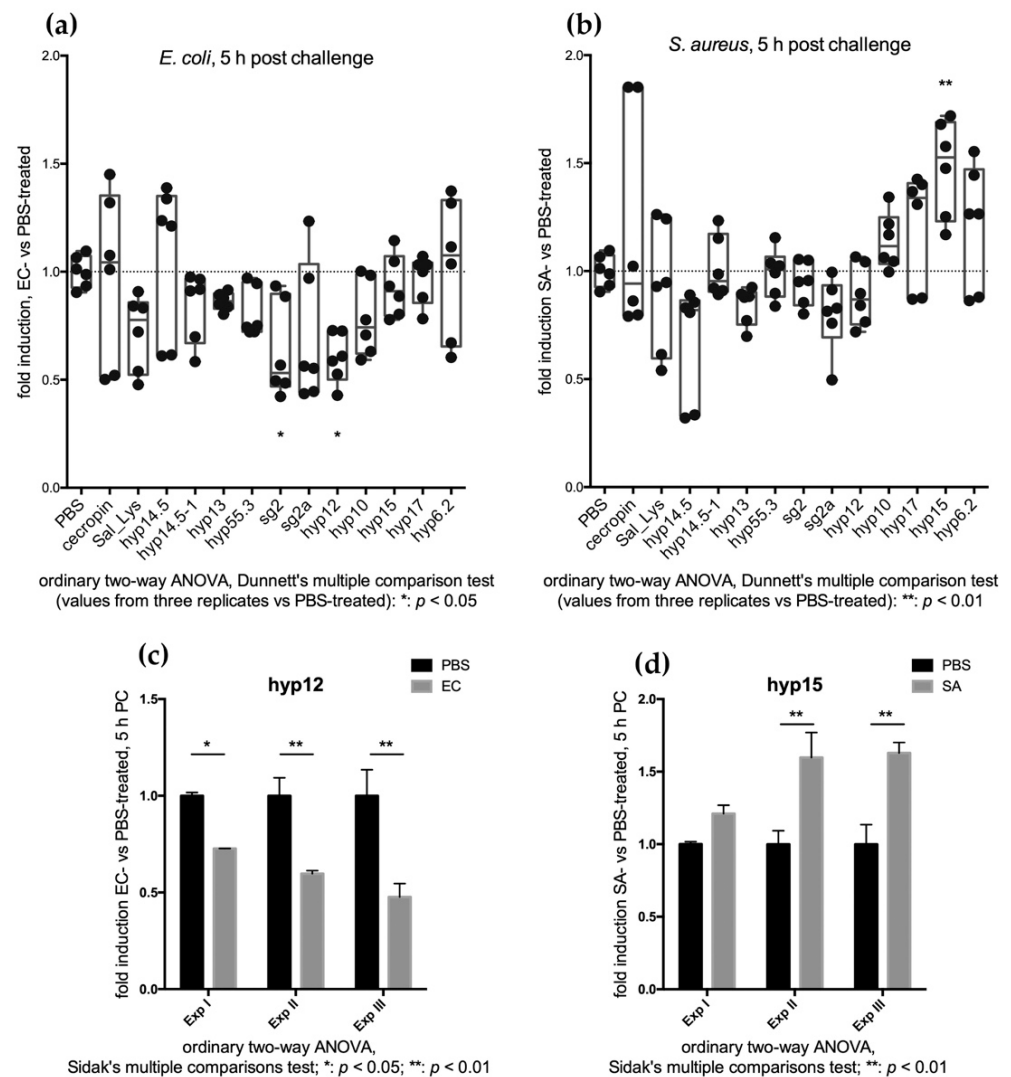 (a)
E. coli, 5 h post challenge
fold induction, EC- vs PBS-treated
2.0
1.5
1.0
0.5
0.0
PBS
cecropin
Sal_Lys
hyp14.5
hyp14.5-1
hyp13
hyp55.3
sg2
sg2a
hyp12
hyp10
hyp15
hyp17
hyp6.2
*
*
ordinary two-way ANOVA, Dunnett's multiple comparison test
(values from three replicates vs PBS-treated): *: p < 0.05
(b)
S. aureus, 5 h post challenge
fold induction SA- vs PBS-treated
2.0
1.5
1.0
0.5
0.0
**
PBS
cecropin
Sal_Lys
hyp14.5
hyp14.5-1
hyp13
hyp55.3
sg2
sg2a
hyp12
hyp10
hyp17
hyp15
hyp6.2
ordinary two-way ANOVA, Dunnett's multiple comparison test
(values from three replicates vs PBS-treated): **: p < 0.01
(c)
hyp12
PBS
EC
fold induction EC- vs PBS-treated, 5 h PC
1.5
1.0
0.5
0.0
*
**
**
Exp I
Exp II
Exp III
ordinary two-way ANOVA,
Sidak's multiple comparisons test; *: p < 0.05; **: p < 0.01
(d)
hyp15
PBS
SA
fold induction SA- vs PBS-treated, 5 h PC
2.0
1.5
1.0
0.5
0.0
**
**
Exp I
Exp II
Exp III
ordinary two-way ANOVA,
Sidak's multiple comparisons test; **: p < 0.01